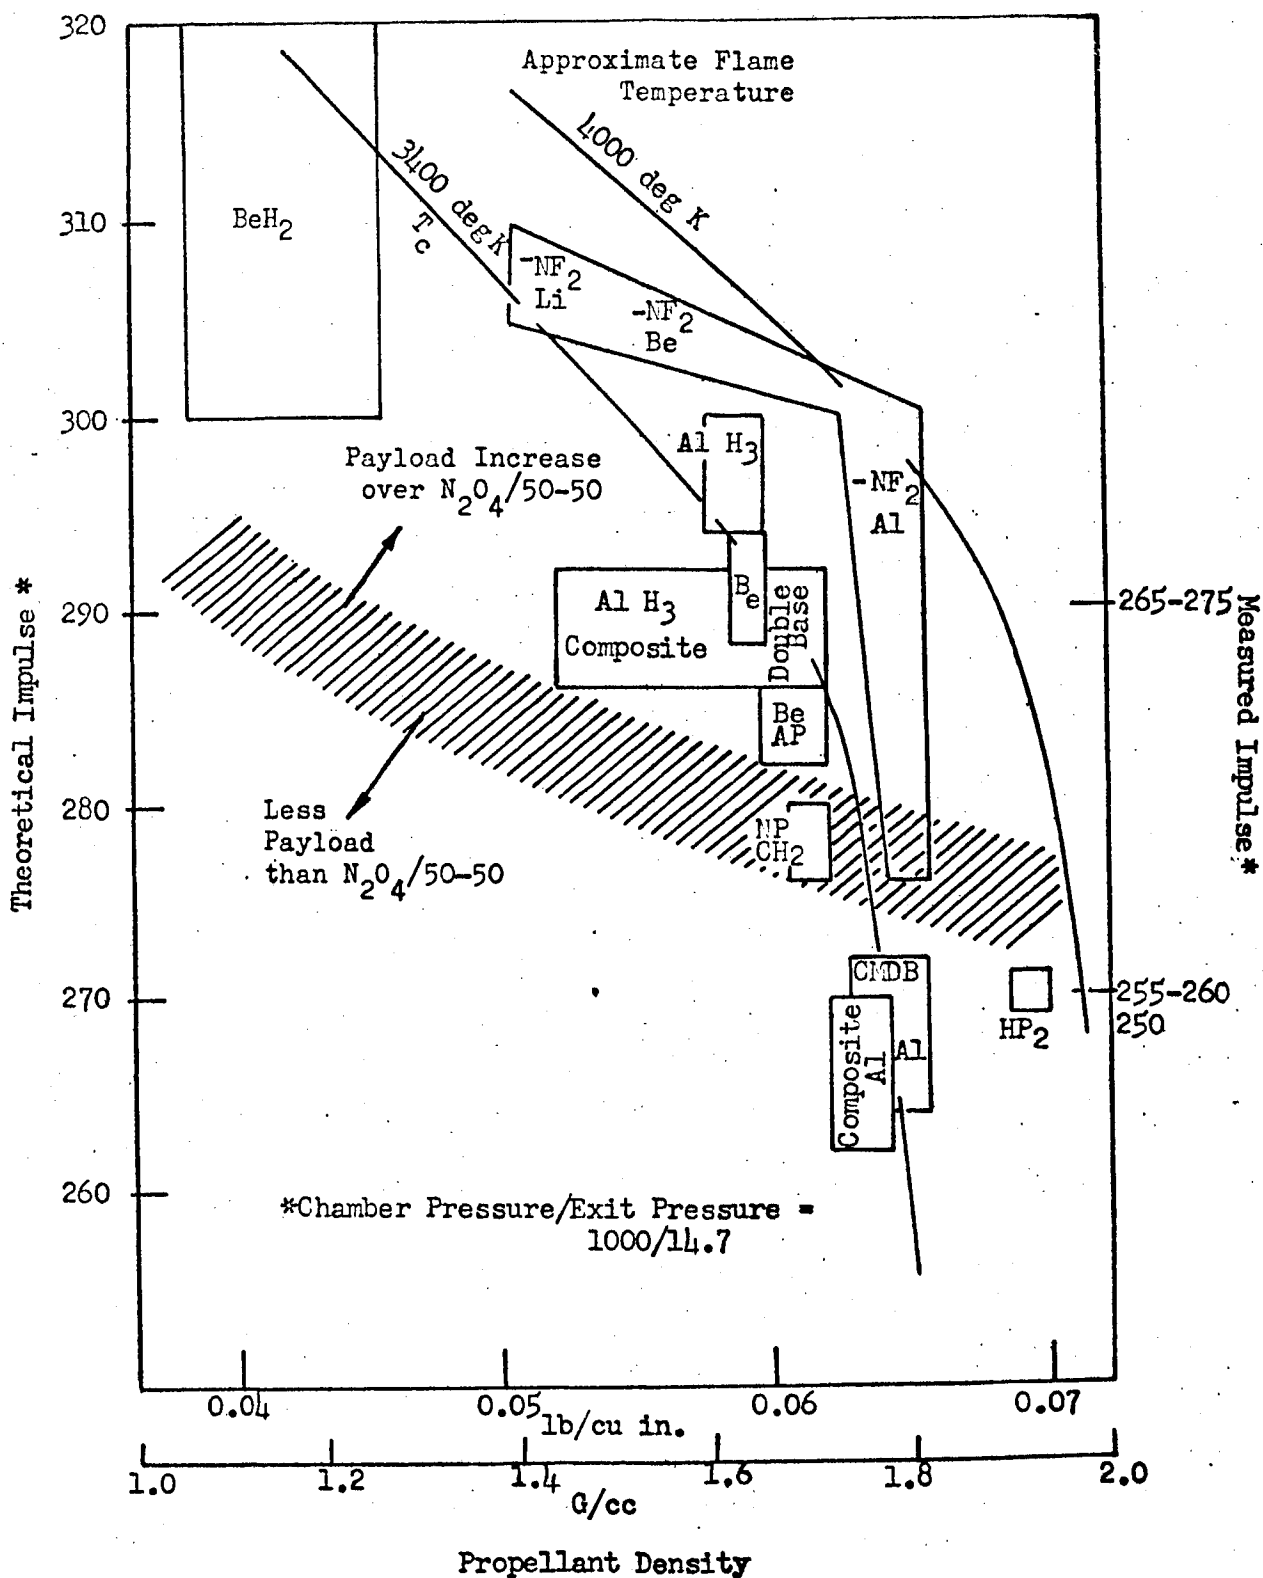 320
310
300
290
280
270
260
Theoretical Impulse *
Approximate Flame
Temperature
4000 deg K
3400 deg K
Tc
BeH2
-NF2
Li
-NF2
Be
Al H3
-NF2
Al
Payload Increase
over N2O4/50-50
Be
Al H3
Composite
Double
Base
Be
AP
Less
Payload
than N2O4/50-50
NP
CH2
CMDB
Al
Composite
Al
HP2
265-275
255-260
250
Measured Impulse*
*Chamber Pressure/Exit Pressure =
1000/14.7
0.04
0.05
0.06
0.07
lb/cu in.
1.0
1.2
1.4
1.6
1.8
2.0
G/cc
Propellant Density